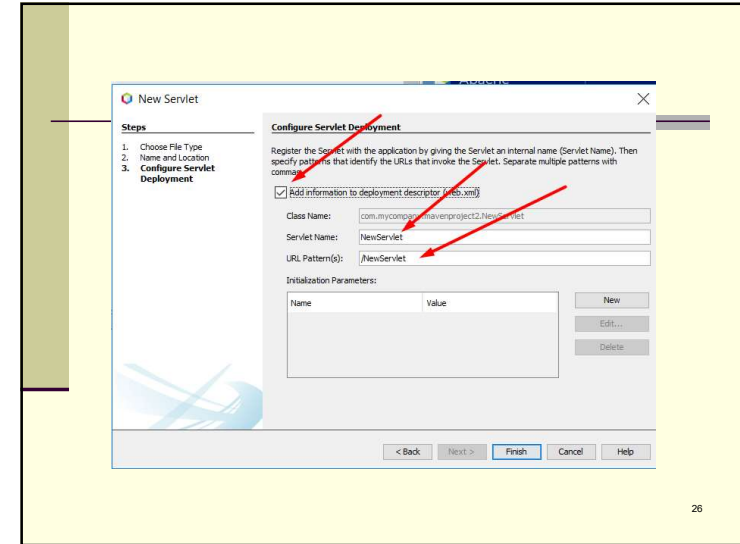 Apache
New Servlet
Steps
1. Choose File Type
2. Name and Location
3. Configure Servlet
Deployment
Configure Servlet Deployment
Register the Servlet with the application by giving the Servlet an internal name (Servlet Name). Then
specify patterns that identify the URLs that invoke the Servlet. Separate multiple patterns with
commas.
Add information to deployment descriptor (web.xml)
Class Name: com.mycompany.mavenproject2.NewServlet
Servlet Name: NewServlet
URL Pattern(s): /NewServlet
Initialization Parameters:
Name Value
New
Edit...
Delete
< Back Next > Finish Cancel Help
26